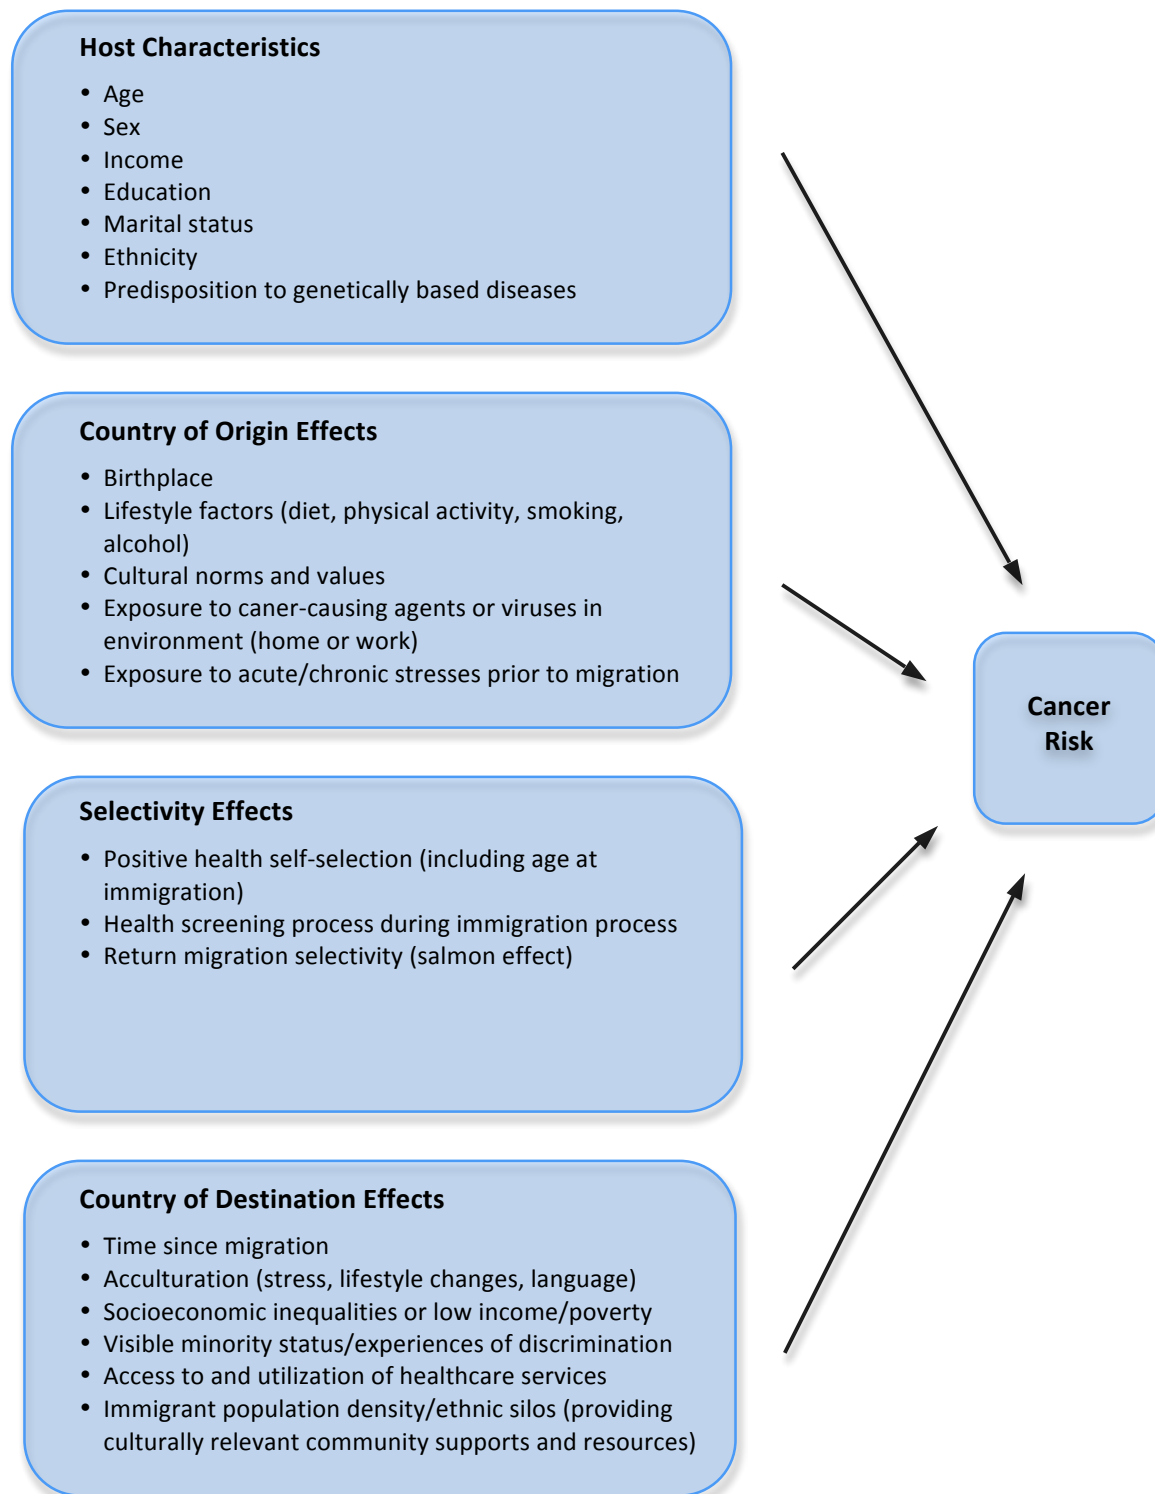 Host Characteristics
• Age
• Sex
• Income
• Education
• Marital status
• Ethnicity
• Predisposition to genetically based diseases
Country of Origin Effects
• Birthplace
• Lifestyle factors (diet, physical activity, smoking,
alcohol)
• Cultural norms and values
• Exposure to caner-causing agents or viruses in
environment (home or work)
• Exposure to acute/chronic stresses prior to migration
Cancer
Risk
Selectivity Effects
• Positive health self-selection (including age at
immigration)
• Health screening process during immigration process
• Return migration selectivity (salmon effect)
Country of Destination Effects
• Time since migration
• Acculturation (stress, lifestyle changes, language)
• Socioeconomic inequalities or low income/poverty
• Visible minority status/experiences of discrimination
• Access to and utilization of healthcare services
• Immigrant population density/ethnic silos (providing
culturally relevant community supports and resources)